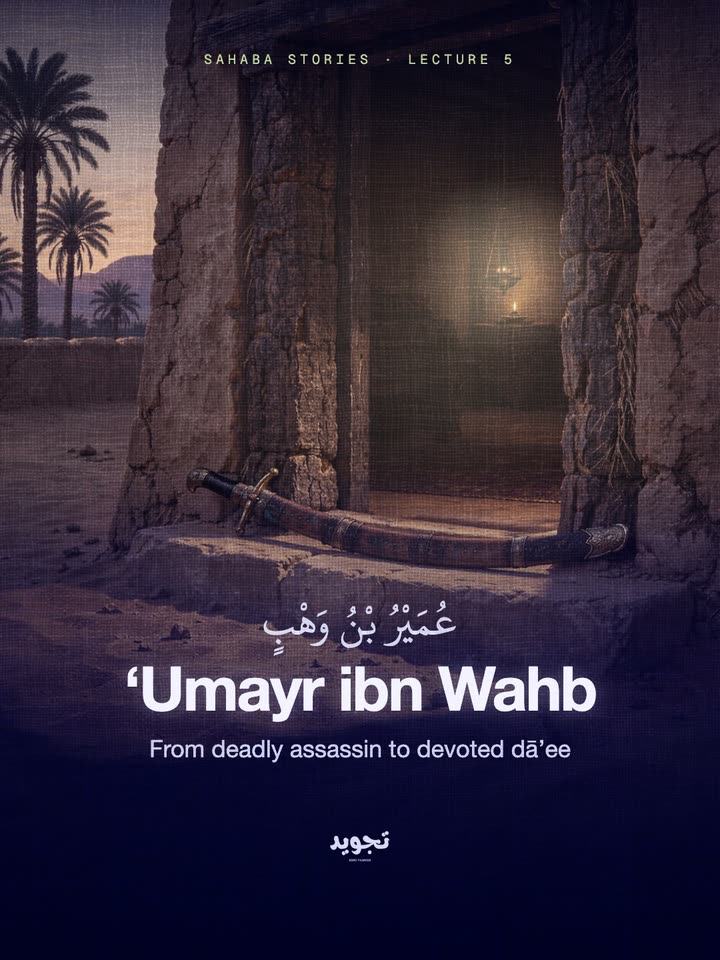 SAHABA STORIES · LECTURE 5
عُمَيْرُ بْنُ وَهْبٍ
‘Umayr ibn Wahb
From deadly assassin to devoted dā’ee
تجويد